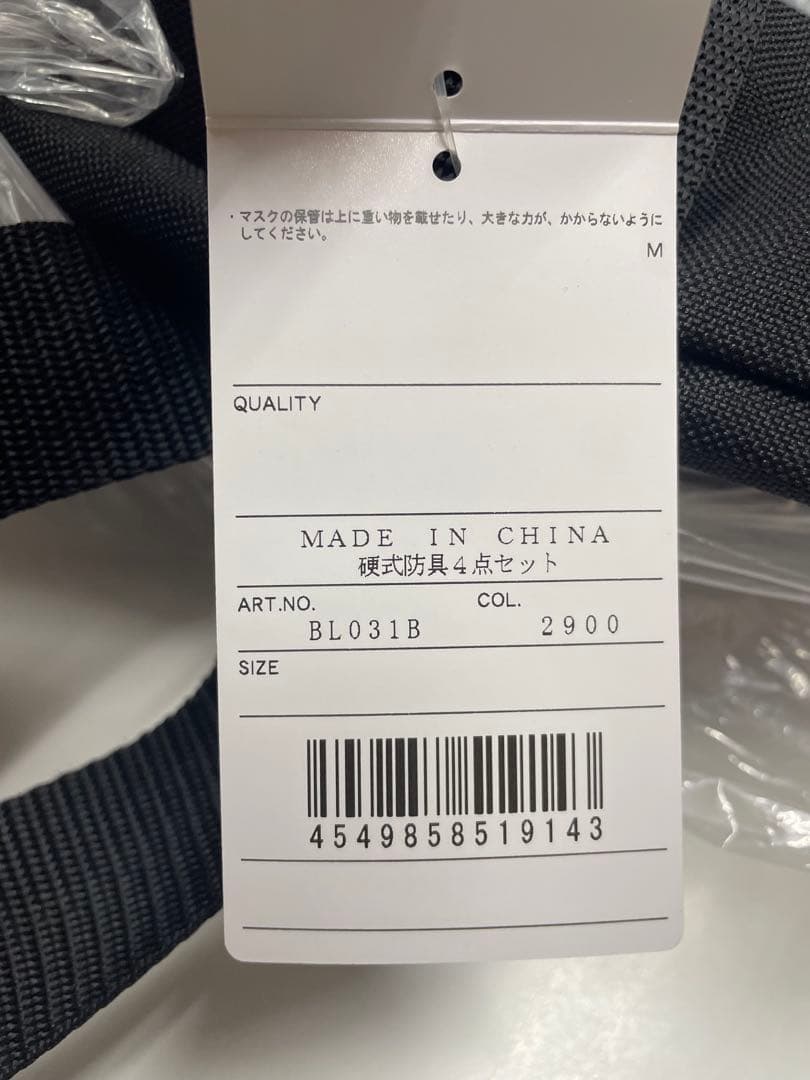 ・マスクの保管は上に重い物を載せたり、大きな力が、かからないように
してください。
M
QUALITY
MADE IN CHINA
硬式防具４点セット
ART.NO. COL.
BL031B 2900
SIZE
4549858519143